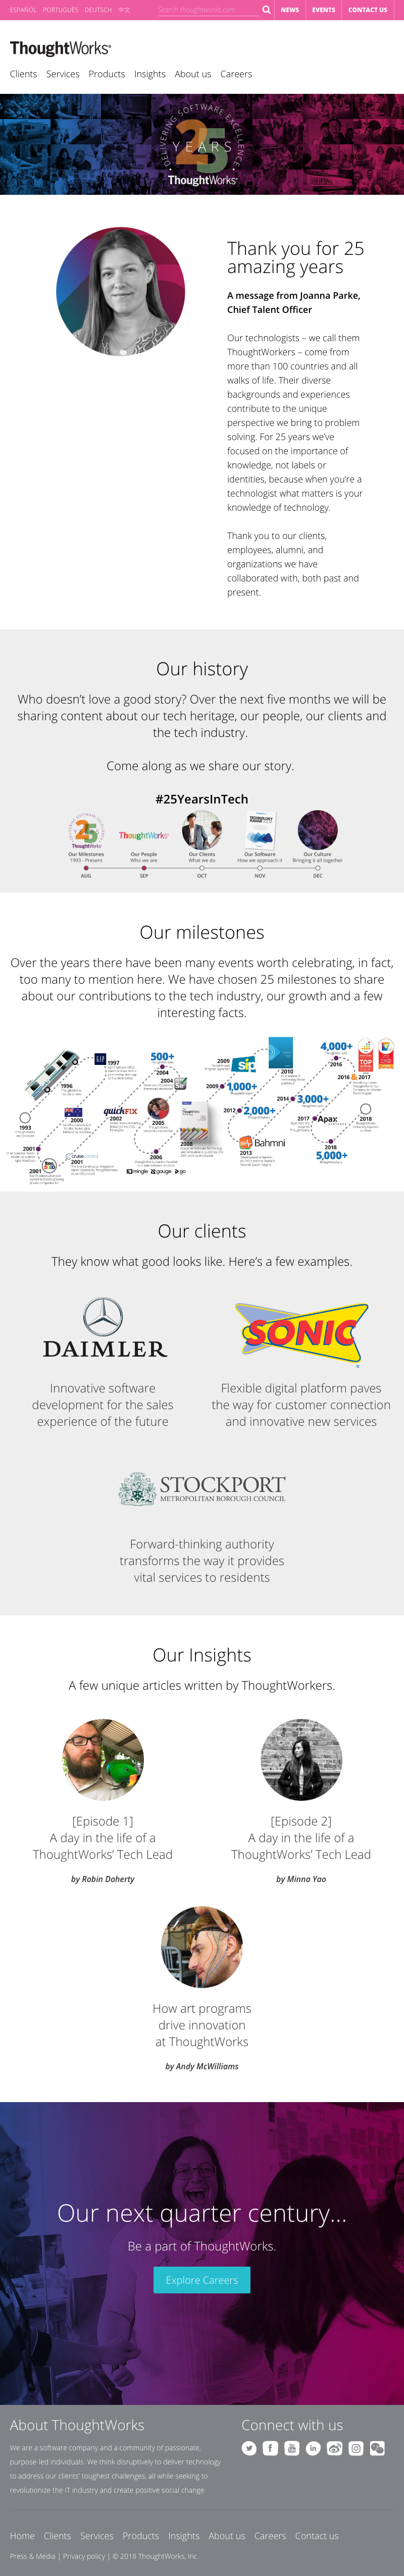 ESPAÑOL PORTUGUÊS DEUTSCH 中文
Search thoughtworks.com
NEWS EVENTS CONTACT US
ThoughtWorks®
Clients Services Products Insights About us Careers
DELIVERING SOFTWARE EXCELLENCE
25
YEARS
ThoughtWorks®
Thank you for 25
amazing years
A message from Joanna Parke,
Chief Talent Officer
Our technologists – we call them
ThoughtWorkers – come from
more than 100 countries and all
walks of life. Their diverse
backgrounds and experiences
contribute to the unique
perspective we bring to problem
solving. For 25 years we've
focused on the importance of
knowledge, not labels or
identities, because when you're a
technologist what matters is your
knowledge of technology.
Thank you to our clients,
employees, alumni, and
organizations we have
collaborated with, both past and
present.
Our history
Who doesn't love a good story? Over the next five months we will be
sharing content about our tech heritage, our people, our clients and
the tech industry.
Come along as we share our story.
#25YearsInTech
ThoughtWorks®
Our Milestones Our People Our Clients Our Software Our Culture
1993 - Present Who we are What we do How we approach it Bringing it all together
AUG SEP OCT NOV DEC
Our milestones
Over the years there have been many events worth celebrating, in fact,
too many to mention here. We have chosen 25 milestones to share
about our contributions to the tech industry, our growth and a few
interesting facts.
1993
1996
1997
2000
2001
2001
cruisecontrol
2001
quickFIX
2002
500+
2004
2004
2005
2006
mingle gauge go
2008
2009
sip
2009
1,000+
2010
2012
2,000+
Bahmni
2013
2014
3,000+
4,000+
2016
2016
2017
2017
Apax
2018
5,000+
2018
Our clients
They know what good looks like. Here's a few examples.
DAIMLER
SONIC
Innovative software
development for the sales
experience of the future
Flexible digital platform paves
the way for customer connection
and innovative new services
STOCKPORT
METROPOLITAN BOROUGH COUNCIL
Forward-thinking authority
transforms the way it provides
vital services to residents
Our Insights
A few unique articles written by ThoughtWorkers.
[Episode 1]
A day in the life of a
ThoughtWorks' Tech Lead
by Robin Doherty
[Episode 2]
A day in the life of a
ThoughtWorks' Tech Lead
by Minna Yao
How art programs
drive innovation
at ThoughtWorks
by Andy McWilliams
Our next quarter century...
Be a part of ThoughtWorks.
Explore Careers
About ThoughtWorks
We are a software company and a community of passionate,
purpose-led individuals. We think disruptively to deliver technology
to address our clients' toughest challenges, all while seeking to
revolutionize the IT industry and create positive social change.
Connect with us
Home Clients Services Products Insights About us Careers Contact us
Press & Media | Privacy policy | © 2018 ThoughtWorks, Inc.